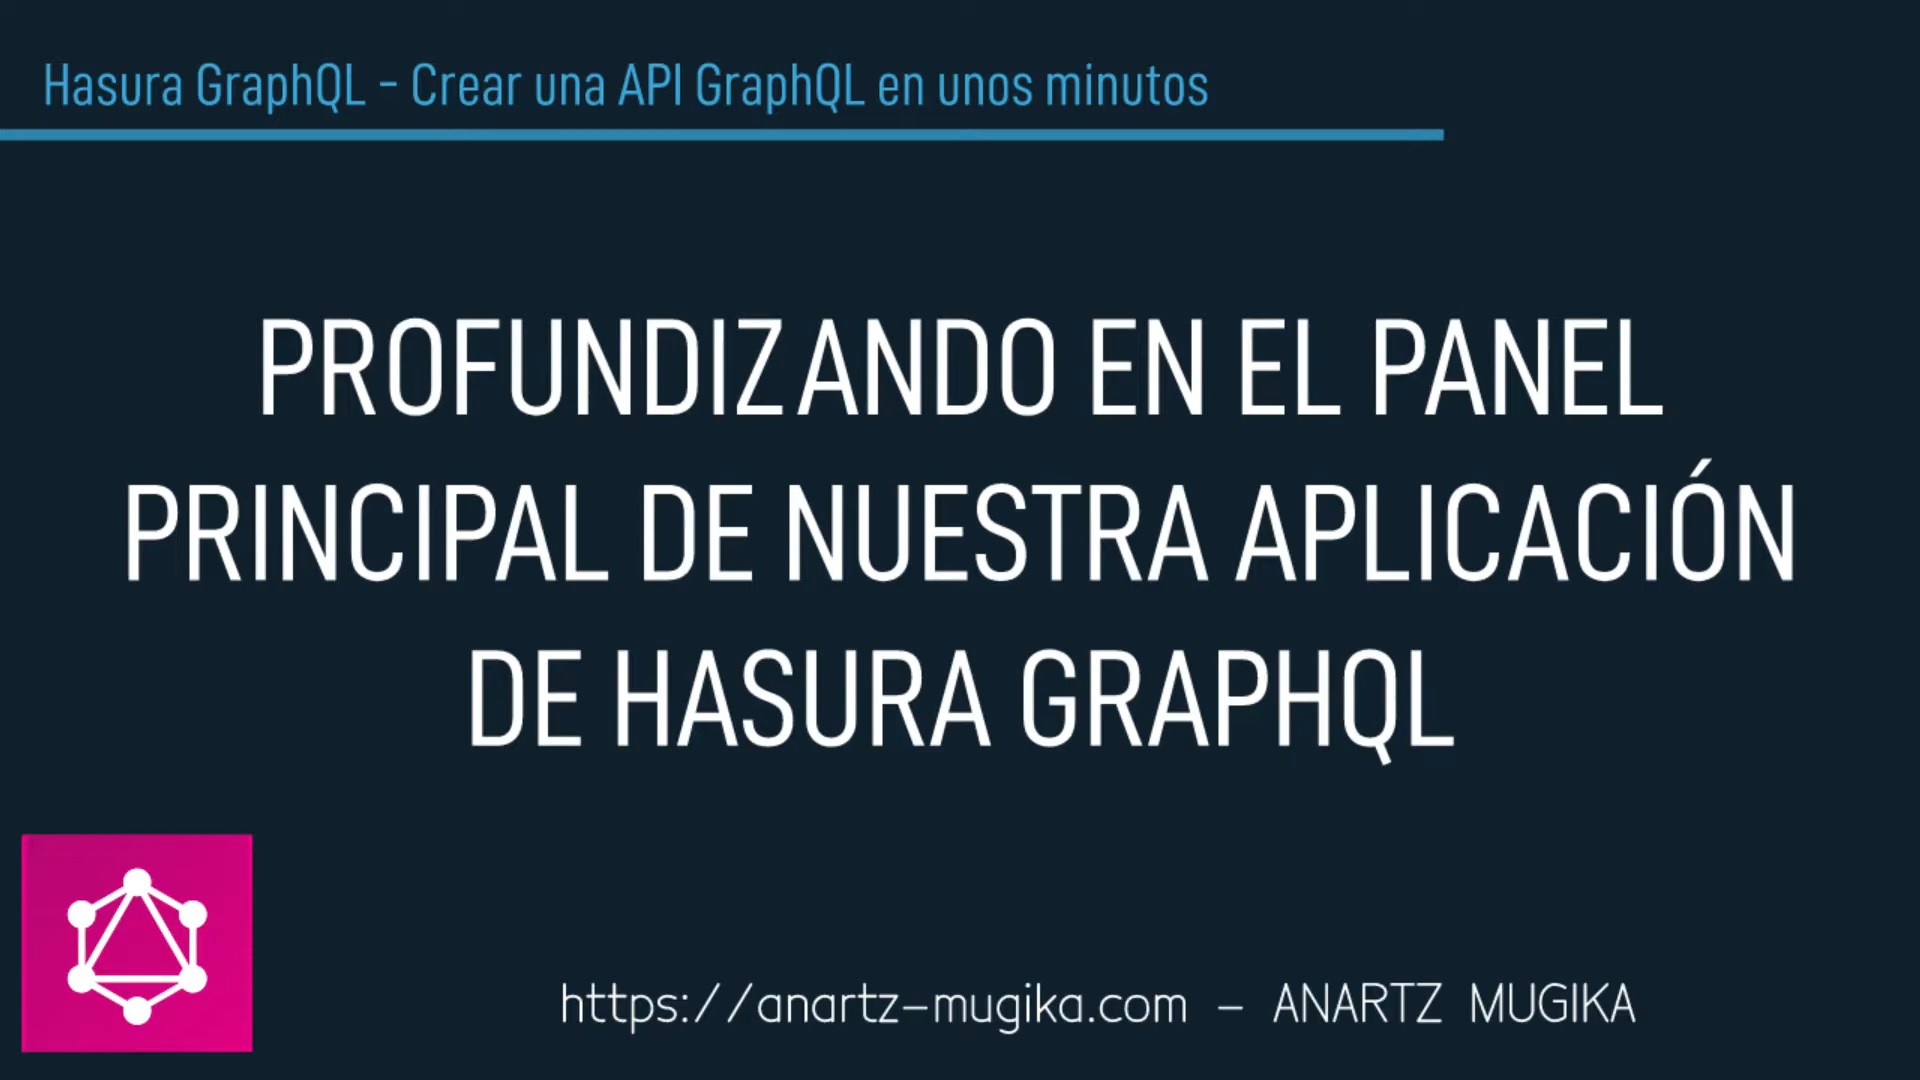 Hasura GraphQL - Crear una API GraphQL en unos minutos
PROFUNDIZANDO EN EL PANEL
PRINCIPAL DE NUESTRA APLICACIÓN
DE HASURA GRAPHQL
https://anartz-mugika.com - ANARTZ MUGIKA